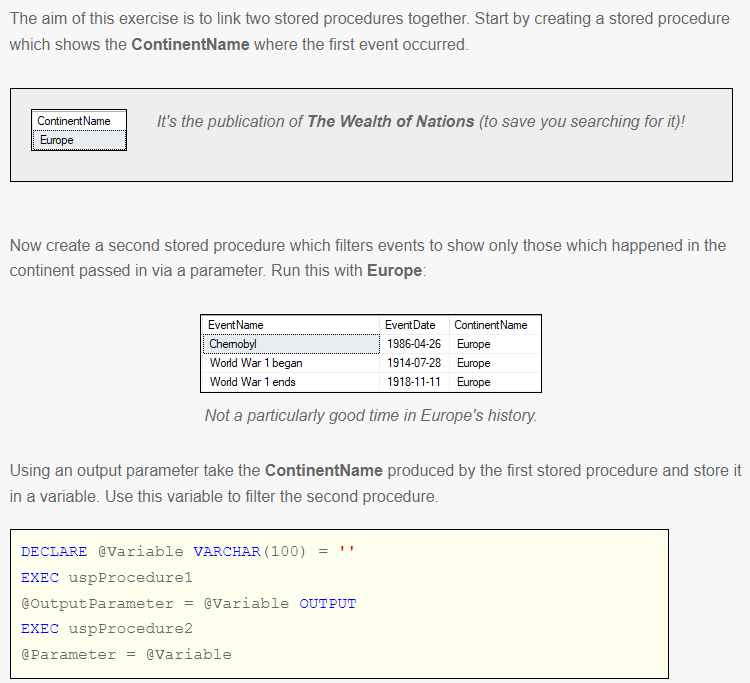 The aim of this exercise is to link two stored procedures together. Start by creating a stored procedure
which shows the ContinentName where the first event occurred.
ContinentName
Europe
It's the publication of The Wealth of Nations (to save you searching for it)!
Now create a second stored procedure which filters events to show only those which happened in the
continent passed in via a parameter. Run this with Europe:
EventName EventDate ContinentName
Chernobyl 1986-04-26 Europe
World War 1 began 1914-07-28 Europe
World War 1 ends 1918-11-11 Europe
Not a particularly good time in Europe's history.
Using an output parameter take the ContinentName produced by the first stored procedure and store it
in a variable. Use this variable to filter the second procedure.
DECLARE @Variable VARCHAR(100) = ''
EXEC uspProcedure1
@OutputParameter = @Variable OUTPUT
EXEC uspProcedure2
@Parameter = @Variable